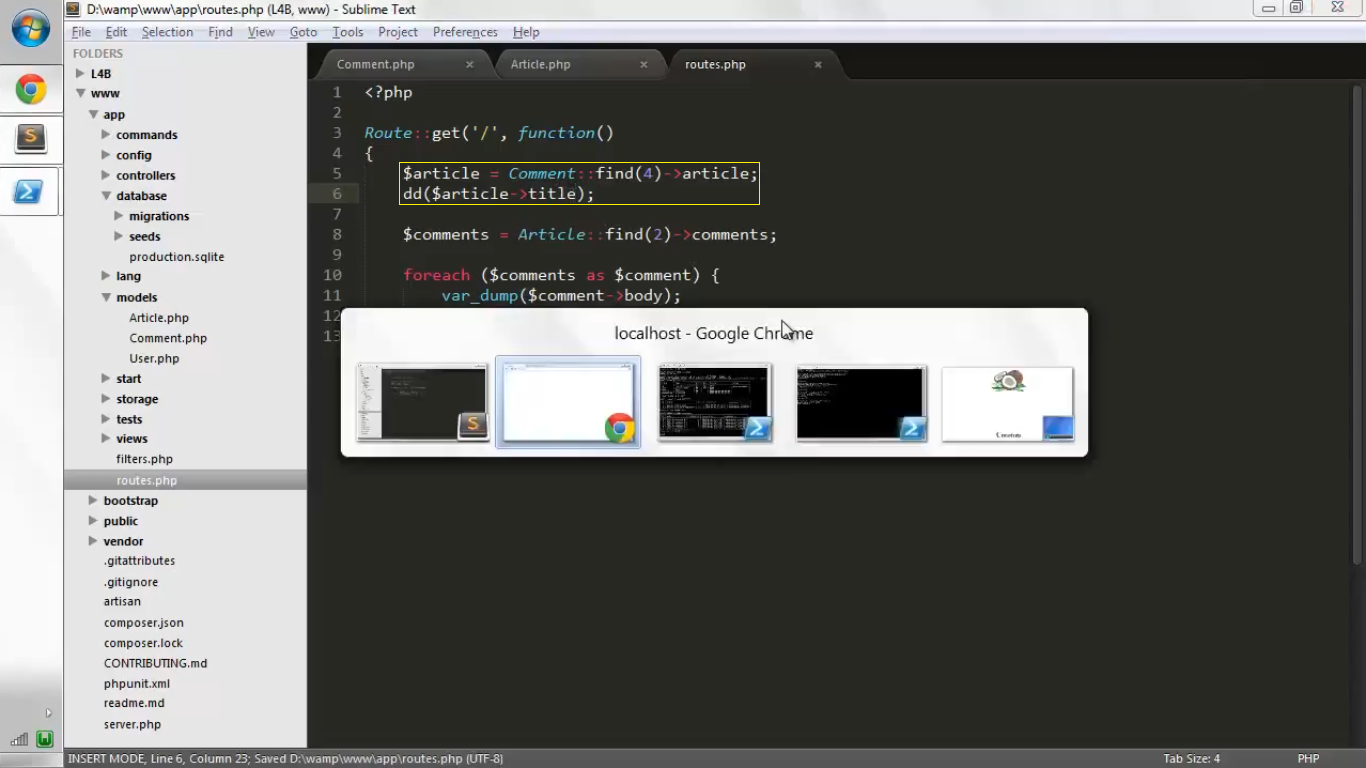 D:\wamp\www\app\routes.php (L4B, www) - Sublime Text
File Edit Selection Find View Goto Tools Project Preferences Help
FOLDERS
L4B
www
app
commands
config
controllers
database
migrations
seeds
production.sqlite
lang
models
Article.php
Comment.php
User.php
start
storage
tests
views
filters.php
routes.php
bootstrap
public
vendor
.gitattributes
.gitignore
artisan
composer.json
composer.lock
CONTRIBUTING.md
phpunit.xml
readme.md
server.php
Comment.php × Article.php × routes.php ×
1 <?php
2
3 Route::get('/', function()
4 {
5 $article = Comment::find(4)->article;
6 dd($article->title);
7
8 $comments = Article::find(2)->comments;
9
10 foreach ($comments as $comment) {
11 var_dump($comment->body);
12
13
localhost - Google Chrome
INSERT MODE, Line 6, Column 23; Saved D:\wamp\www\app\routes.php (UTF-8) Tab Size: 4 PHP